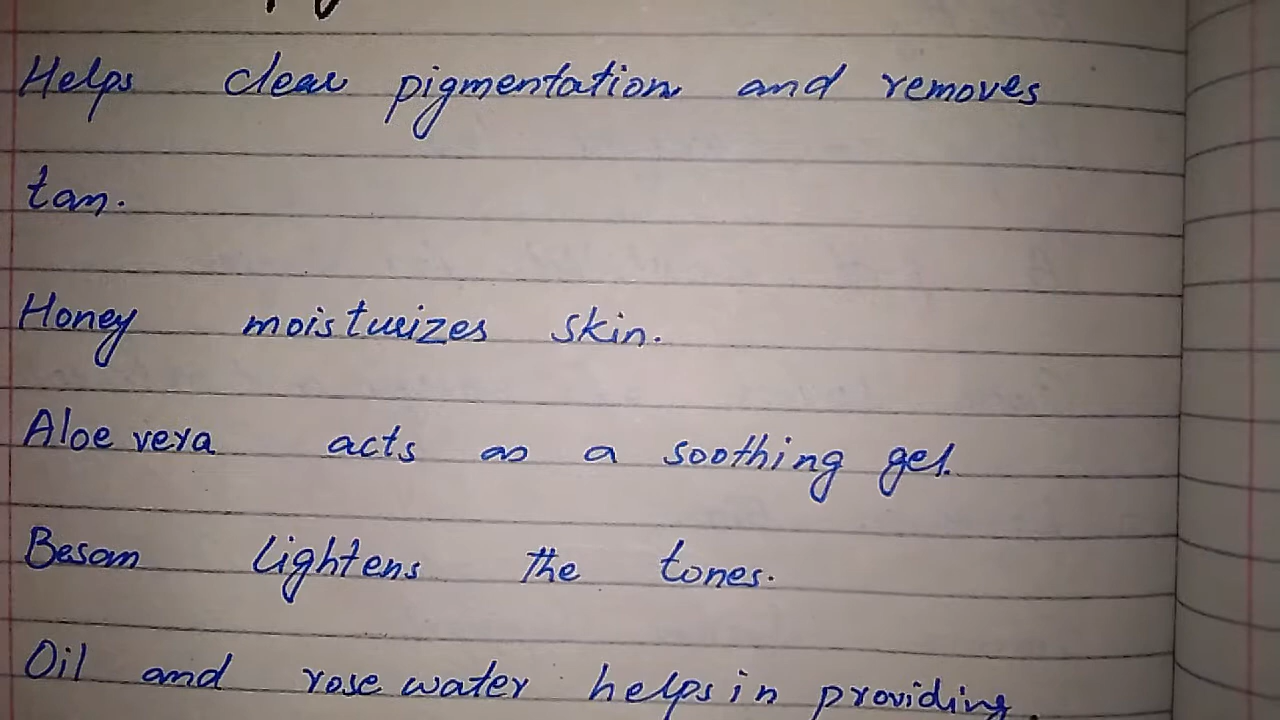 Helps clear pigmentation and removes
tan.
Honey moisturizes skin.
Aloe vera acts as a soothing gel.
Besan lightens the tones.
Oil and rose water helps in providing